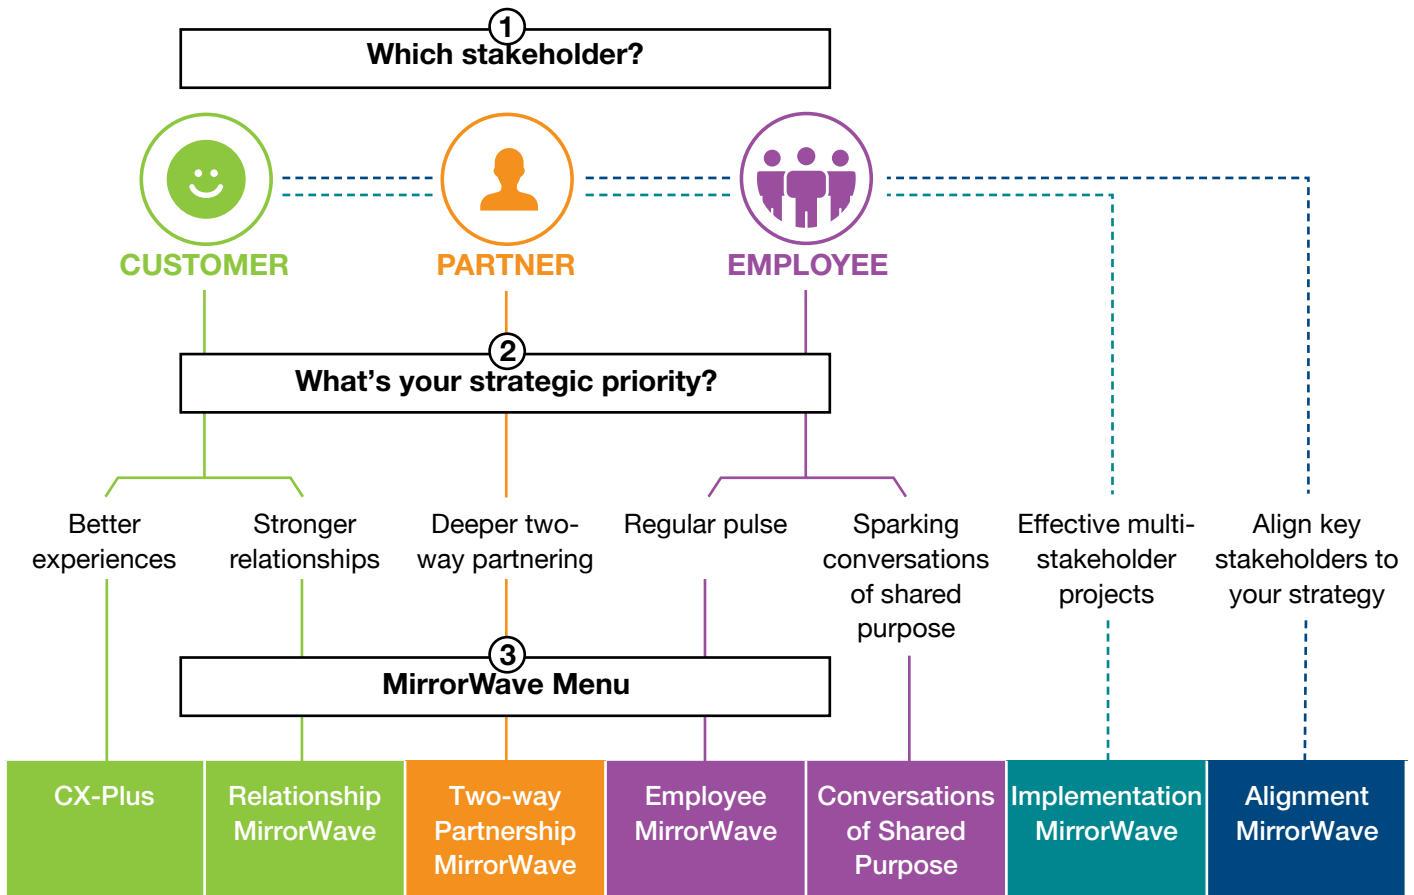 1
Which stakeholder?
CUSTOMER
PARTNER
EMPLOYEE
2
What’s your strategic priority?
Better
experiences
Stronger
relationships
Deeper two-
way partnering
Regular pulse
Sparking
conversations
of shared
purpose
Effective multi-
stakeholder
projects
Align key
stakeholders to
your strategy
3
MirrorWave Menu
CX-Plus
Relationship
MirrorWave
Two-way
Partnership
MirrorWave
Employee
MirrorWave
Conversations
of Shared
Purpose
Implementation
MirrorWave
Alignment
MirrorWave